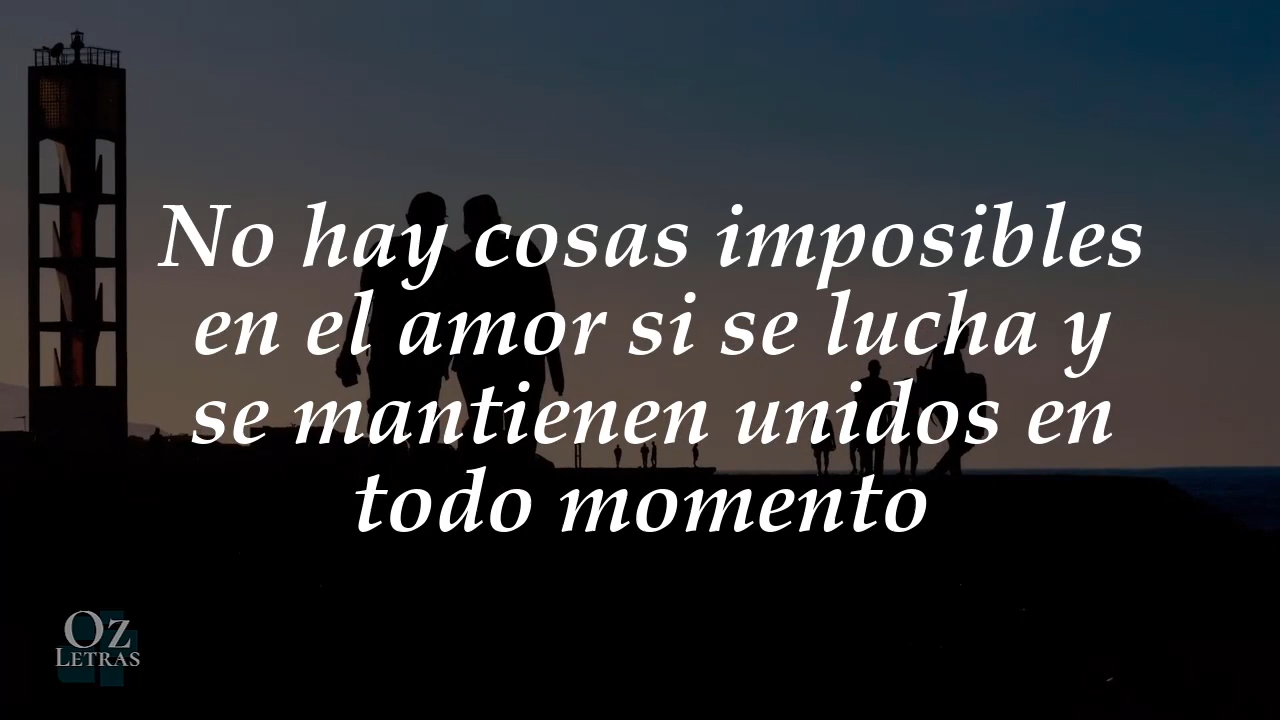 No hay cosas imposibles
en el amor si se lucha y
se mantienen unidos en
todo momento
Oz
Letras